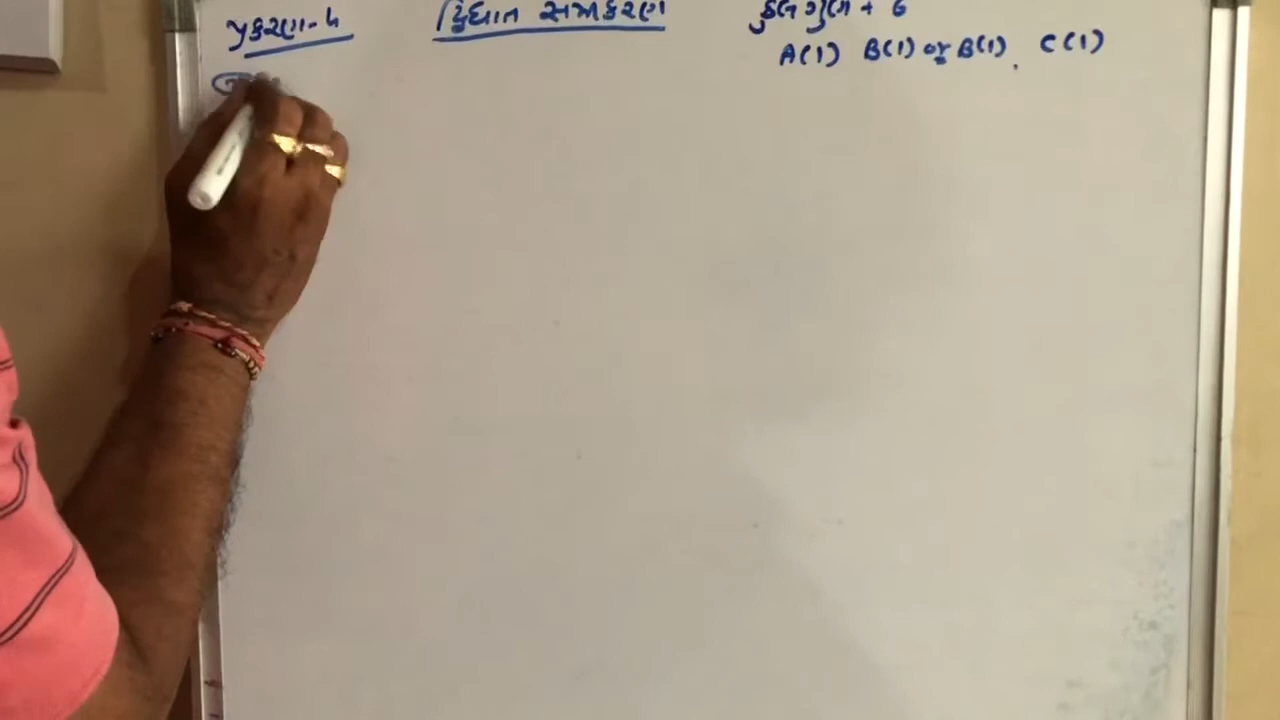 પ્રકરણ-૫ દ્વિઘાત સમીકરણ કુલ ગુણ + 6
A(1) B(1) or B(1), C(1)